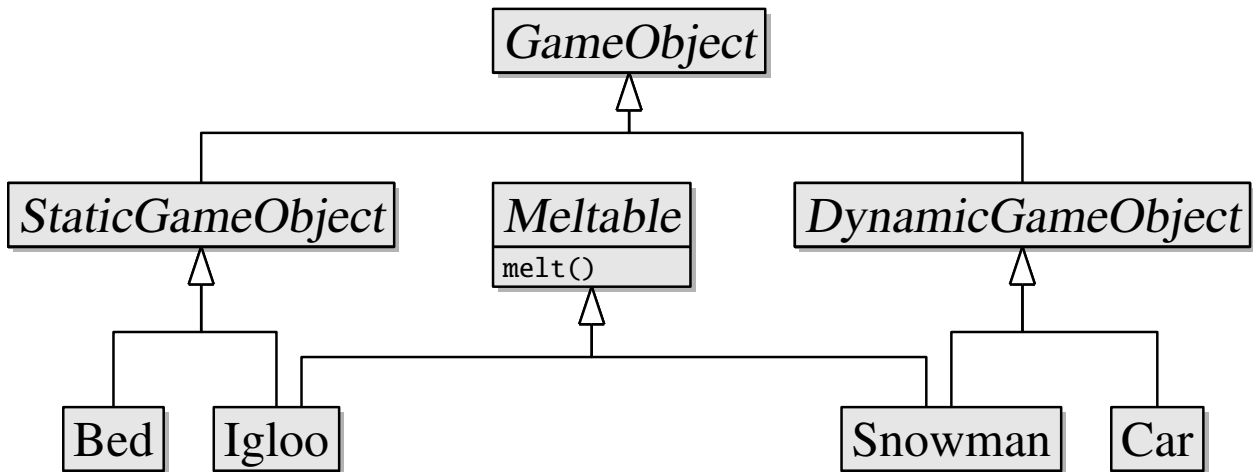 GameObject
StaticGameObject
Meltable
DynamicGameObject
melt()
Bed
Igloo
Snowman
Car